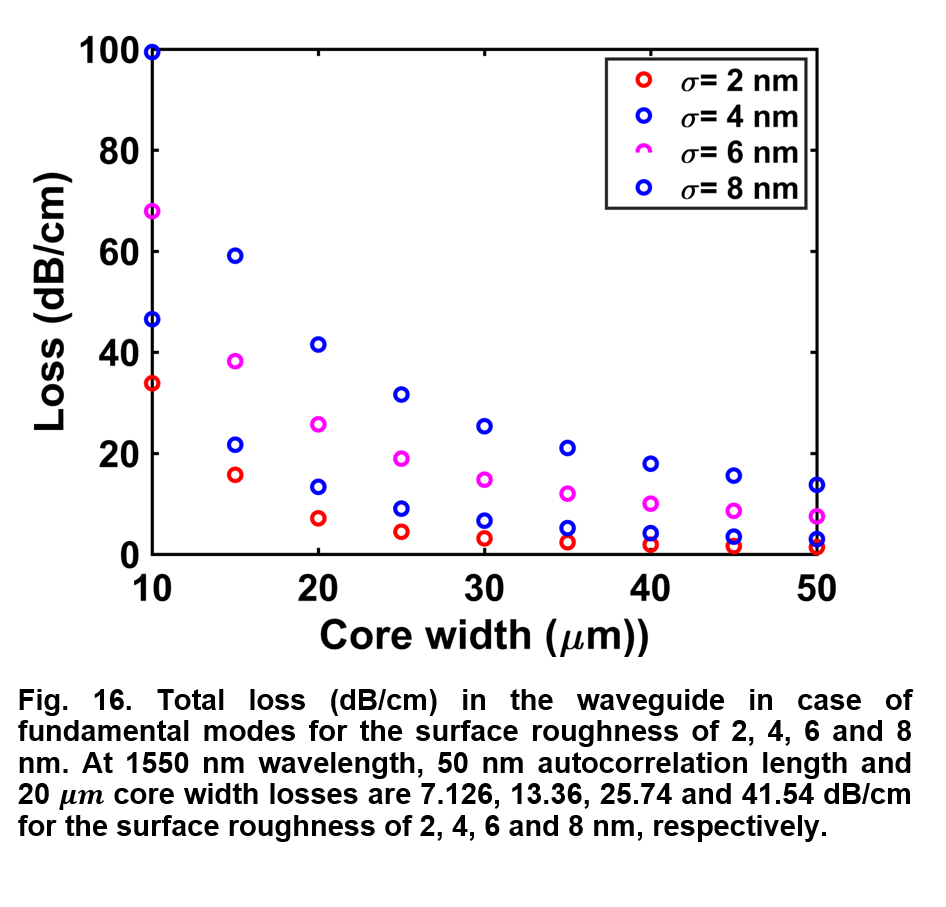 100
80
60
40
20
0
Loss (dB/cm)
σ= 2 nm
σ= 4 nm
σ= 6 nm
σ= 8 nm
10 20 30 40 50
Core width (μm))
Fig. 16. Total loss (dB/cm) in the waveguide in case of
fundamental modes for the surface roughness of 2, 4, 6 and 8
nm. At 1550 nm wavelength, 50 nm autocorrelation length and
20 μm core width losses are 7.126, 13.36, 25.74 and 41.54 dB/cm
for the surface roughness of 2, 4, 6 and 8 nm, respectively.